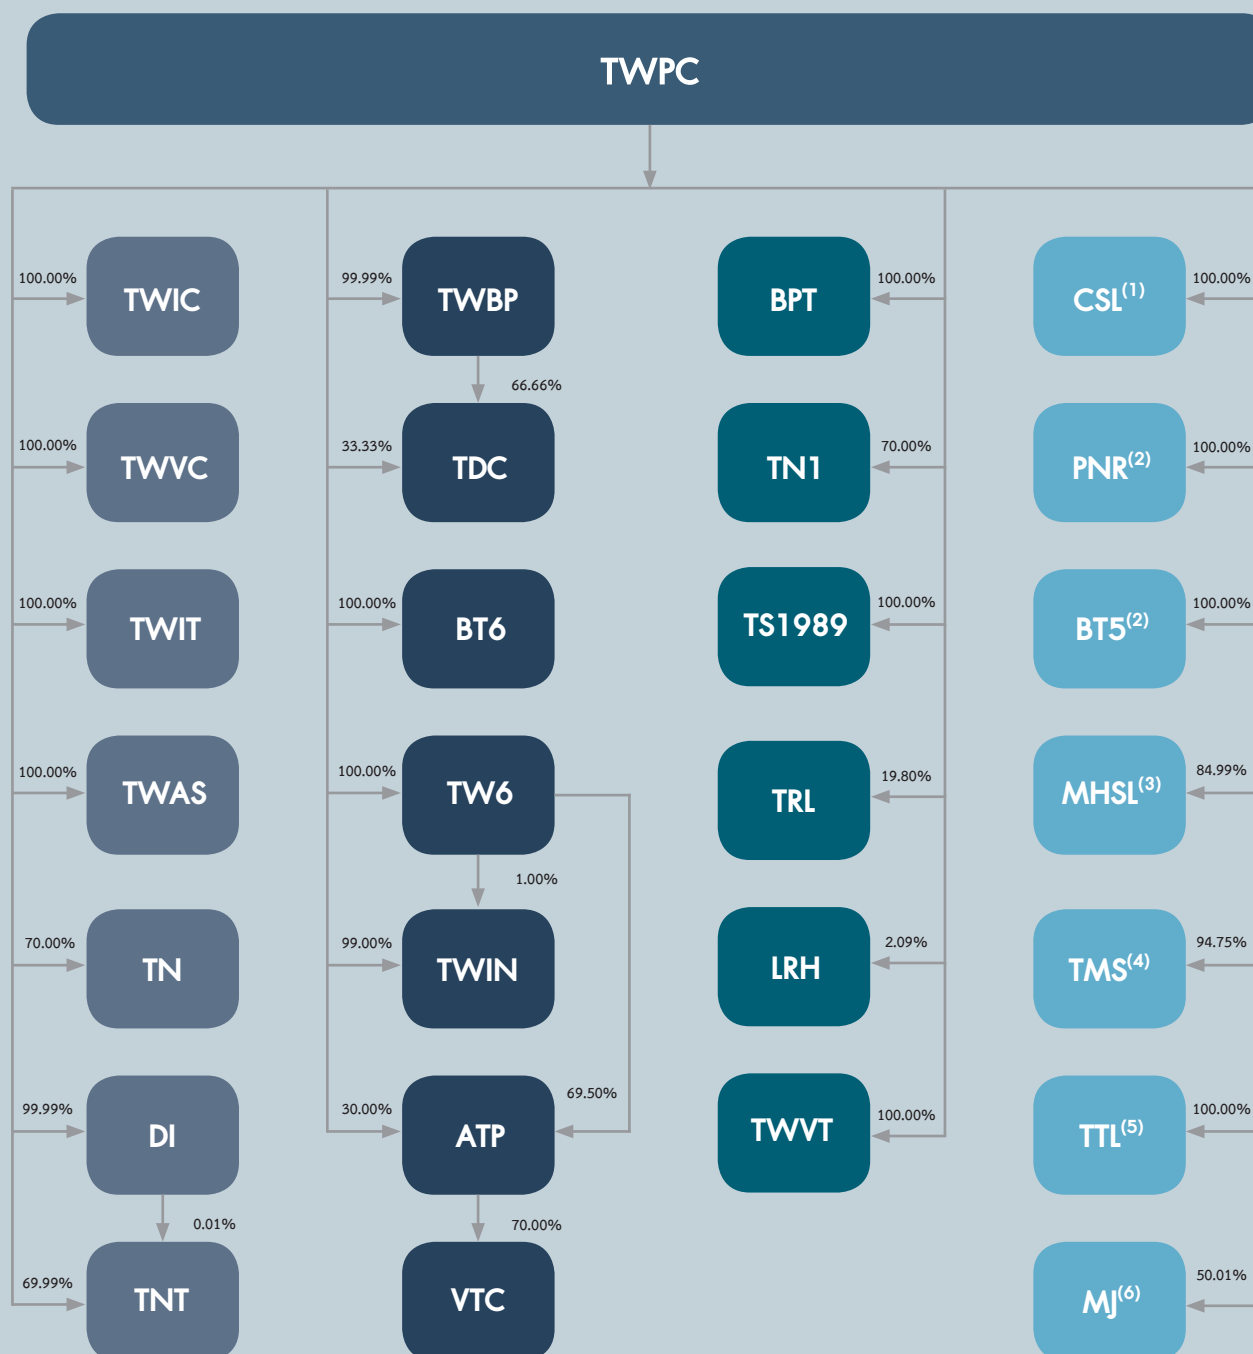 TWPC
100.00%
TWIC
100.00%
TWVC
100.00%
TWIT
100.00%
TWAS
70.00%
TN
99.99%
DI
0.01%
69.99%
TNT
99.99%
TWBP
66.66%
33.33%
TDC
100.00%
BT6
100.00%
TW6
1.00%
99.00%
TWIN
69.50%
30.00%
ATP
70.00%
VTC
BPT
100.00%
TN1
70.00%
TS1989
100.00%
TRL
19.80%
LRH
2.09%
TWVT
100.00%
CSL(1)
100.00%
PNR(2)
100.00%
BT5(2)
100.00%
MHSL(3)
84.99%
TMS(4)
94.75%
TTL(5)
100.00%
MJ(6)
50.01%